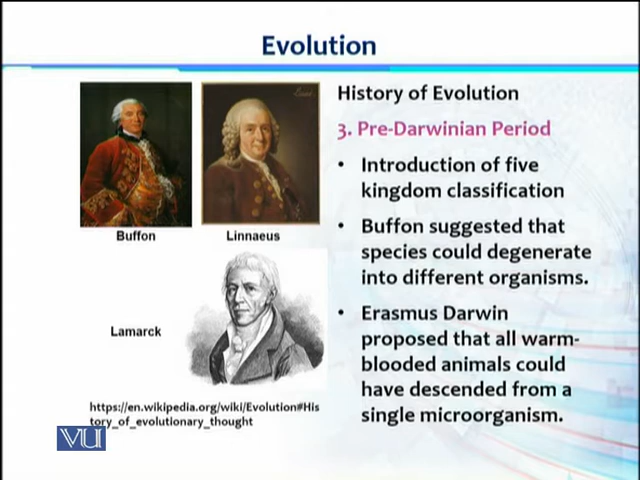 Evolution
History of Evolution
3. Pre-Darwinian Period
• Introduction of five
kingdom classification
• Buffon suggested that
species could degenerate
into different organisms.
• Erasmus Darwin
proposed that all warm-
blooded animals could
have descended from a
single microorganism.
Buffon
Linnaeus
Lamarck
https://en.wikipedia.org/wiki/Evolution#His
tory_of_evolutionary_thought
VU